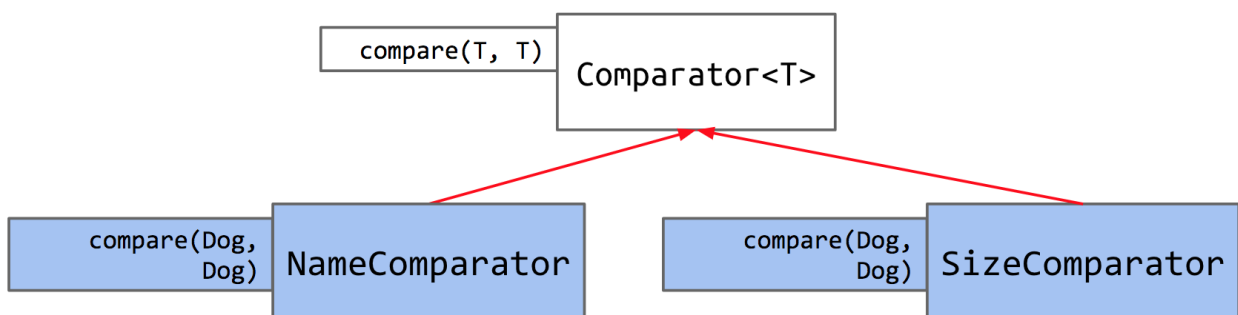 compare(T, T)
Comparator<T>
compare(Dog,
Dog)
NameComparator
compare(Dog,
Dog)
SizeComparator